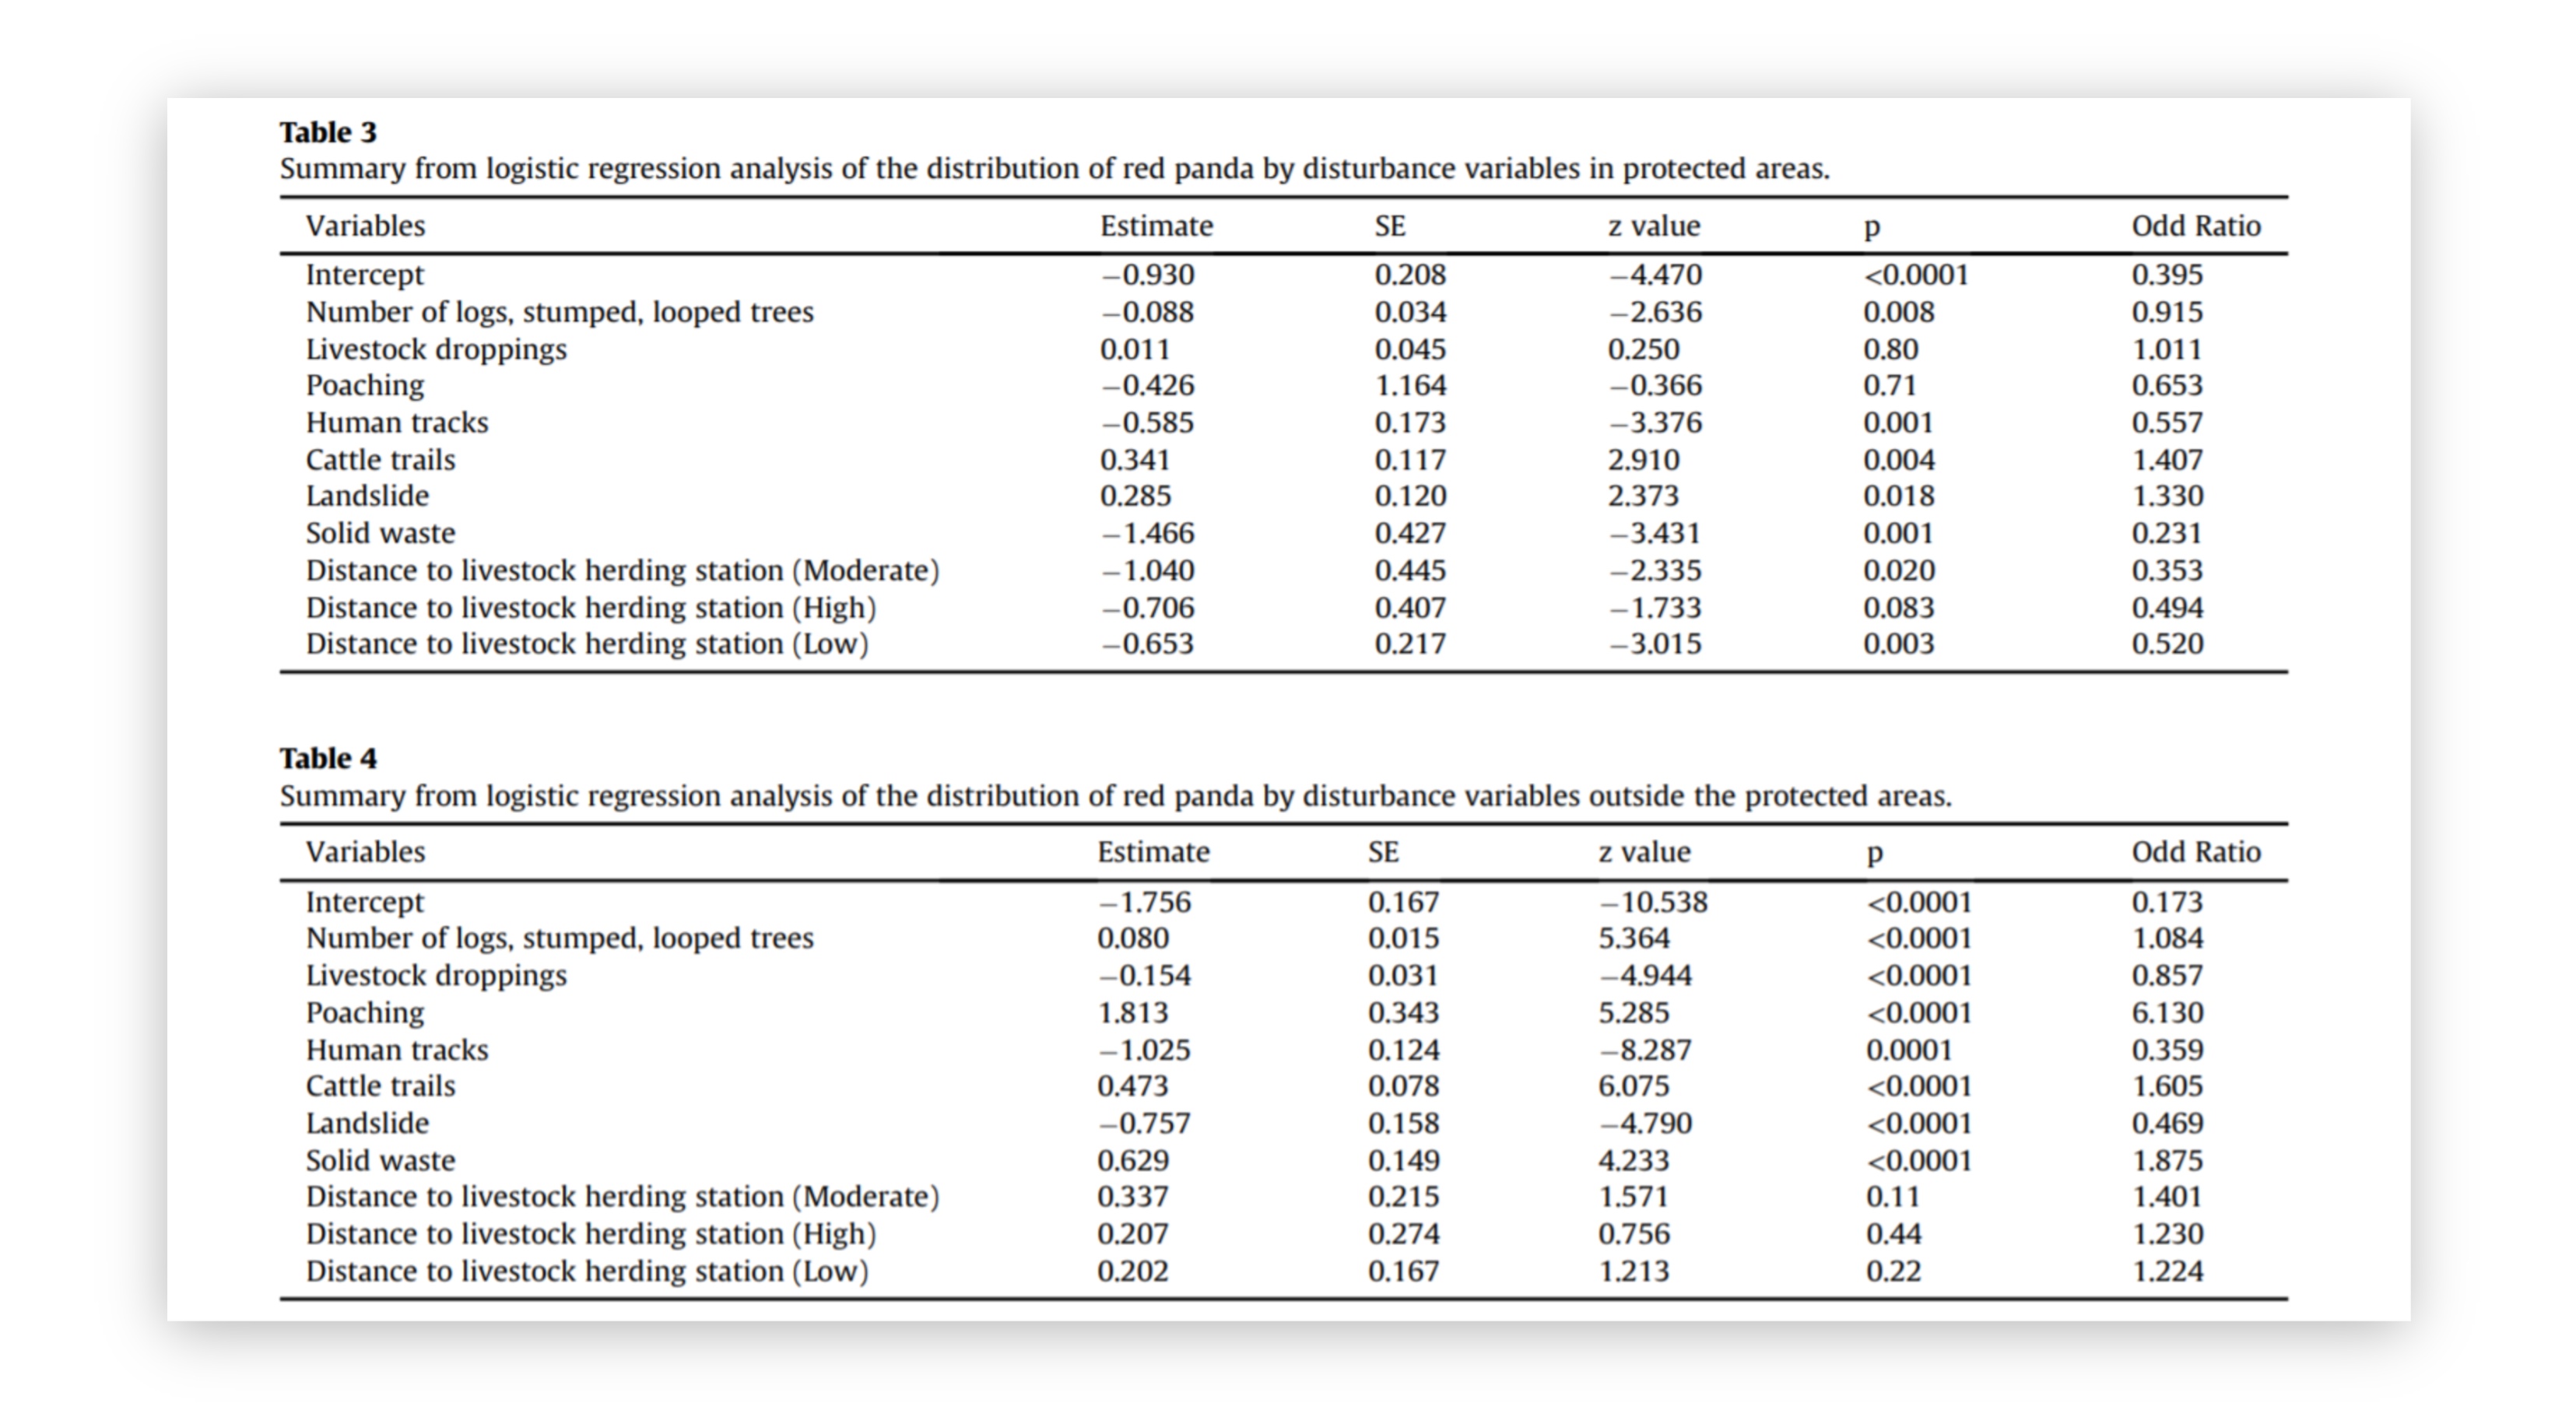 Table 3
Summary from logistic regression analysis of the distribution of red panda by disturbance variables in protected areas.
Variables Estimate SE z value p Odd Ratio
Intercept −0.930 0.208 −4.470 <0.0001 0.395
Number of logs, stumped, looped trees −0.088 0.034 −2.636 0.008 0.915
Livestock droppings 0.011 0.045 0.250 0.80 1.011
Poaching −0.426 1.164 −0.366 0.71 0.653
Human tracks −0.585 0.173 −3.376 0.001 0.557
Cattle trails 0.341 0.117 2.910 0.004 1.407
Landslide 0.285 0.120 2.373 0.018 1.330
Solid waste −1.466 0.427 −3.431 0.001 0.231
Distance to livestock herding station (Moderate) −1.040 0.445 −2.335 0.020 0.353
Distance to livestock herding station (High) −0.706 0.407 −1.733 0.083 0.494
Distance to livestock herding station (Low) −0.653 0.217 −3.015 0.003 0.520
Table 4
Summary from logistic regression analysis of the distribution of red panda by disturbance variables outside the protected areas.
Variables Estimate SE z value p Odd Ratio
Intercept −1.756 0.167 −10.538 <0.0001 0.173
Number of logs, stumped, looped trees 0.080 0.015 5.364 <0.0001 1.084
Livestock droppings −0.154 0.031 −4.944 <0.0001 0.857
Poaching 1.813 0.343 5.285 <0.0001 6.130
Human tracks −1.025 0.124 −8.287 0.0001 0.359
Cattle trails 0.473 0.078 6.075 <0.0001 1.605
Landslide −0.757 0.158 −4.790 <0.0001 0.469
Solid waste 0.629 0.149 4.233 <0.0001 1.875
Distance to livestock herding station (Moderate) 0.337 0.215 1.571 0.11 1.401
Distance to livestock herding station (High) 0.207 0.274 0.756 0.44 1.230
Distance to livestock herding station (Low) 0.202 0.167 1.213 0.22 1.224